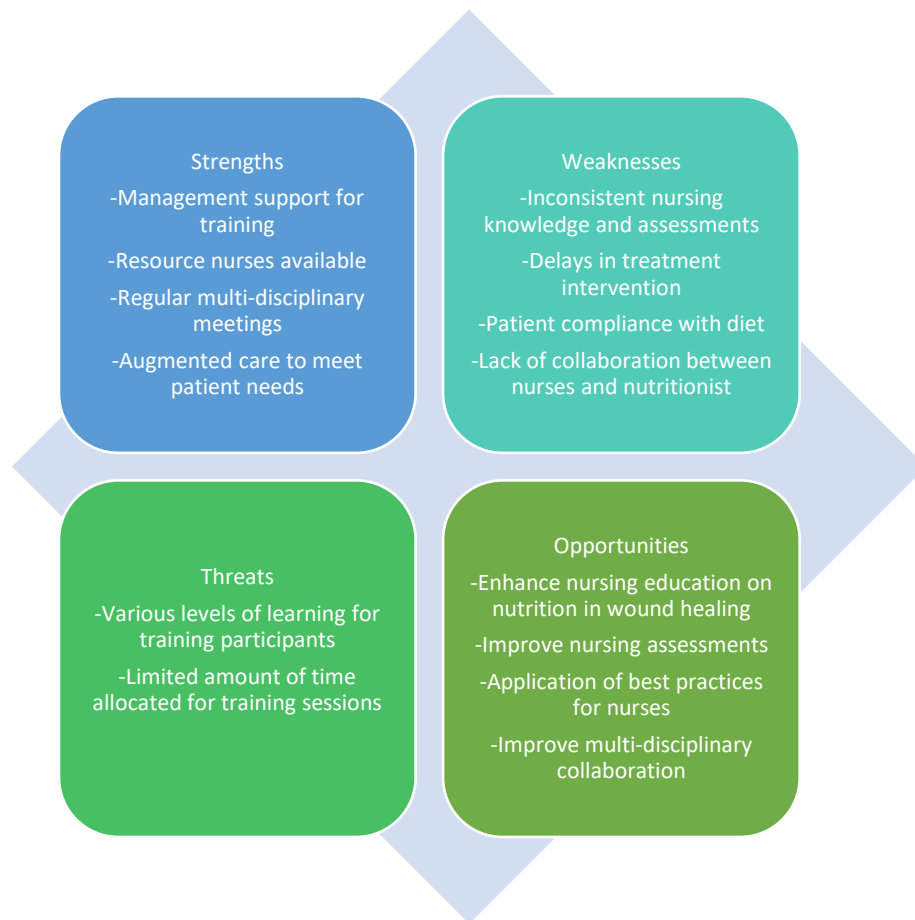 Strengths
-Management support for
training
-Resource nurses available
-Regular multi-disciplinary
meetings
-Augmented care to meet
patient needs
Weaknesses
-Inconsistent nursing
knowledge and assessments
-Delays in treatment
intervention
-Patient compliance with diet
-Lack of collaboration between
nurses and nutritionist
Threats
-Various levels of learning for
training participants
-Limited amount of time
allocated for training sessions
Opportunities
-Enhance nursing education on
nutrition in wound healing
-Improve nursing assessments
-Application of best practices
for nurses
-Improve multi-disciplinary
collaboration